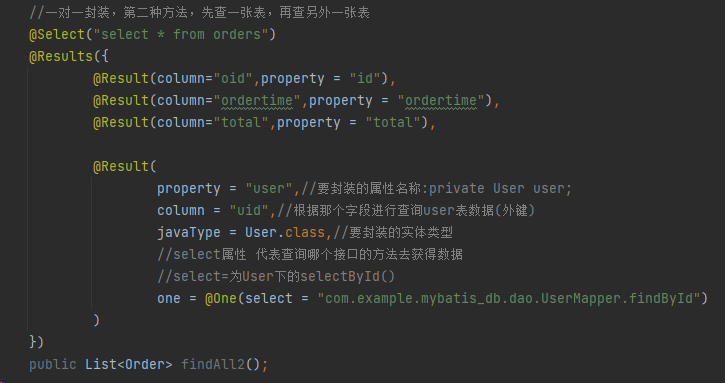 //一对一封装，第二种方法，先查一张表，再查另外一张表
@Select("select * from orders")
@Results({
@Result(column="oid",property = "id"),
@Result(column="ordertime",property = "ordertime"),
@Result(column="total",property = "total"),
@Result(
property = "user",//要封装的属性名称:private User user;
column = "uid",//根据那个字段进行查询user表数据(外键)
javaType = User.class,//要封装的实体类型
//select属性 代表查询哪个接口的方法去获得数据
//select=为User下的selectById()
one = @One(select = "com.example.mybatis_db.dao.UserMapper.findById")
)
})
public List<Order> findAll2();